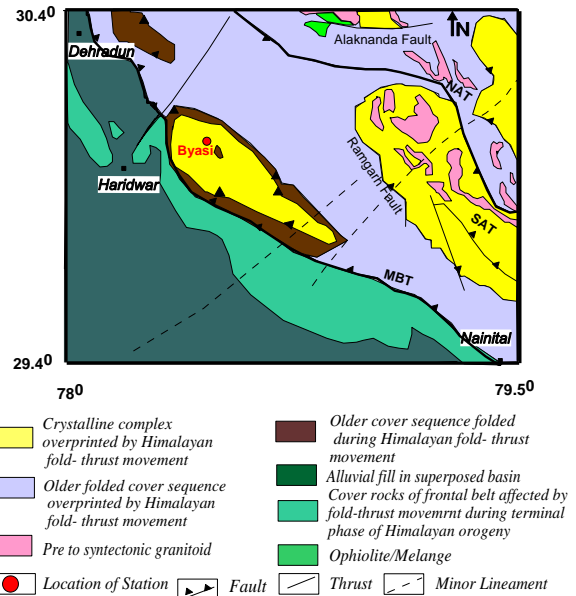 30.4⁰
N
Dehradun
Alaknanda Fault
NAT
Byasi
Ramgarh Fault
Haridwar
SAT
MBT
Nainital
29.4⁰
78⁰
79.5⁰
Crystalline complex
overprinted by Himalayan
fold- thrust movement
Older folded cover sequence
overprinted by Himalayan
fold- thrust movement
Pre to syntectonic granitoid
Older cover sequence folded
during Himalayan fold- thrust
movement
Alluvial fill in superposed basin
Cover rocks of frontal belt affected by
fold-thrust movemrnt during terminal
phase of Himalayan orogeny
Ophiolite/Melange
Location of Station
Fault
Thrust
Minor Lineament